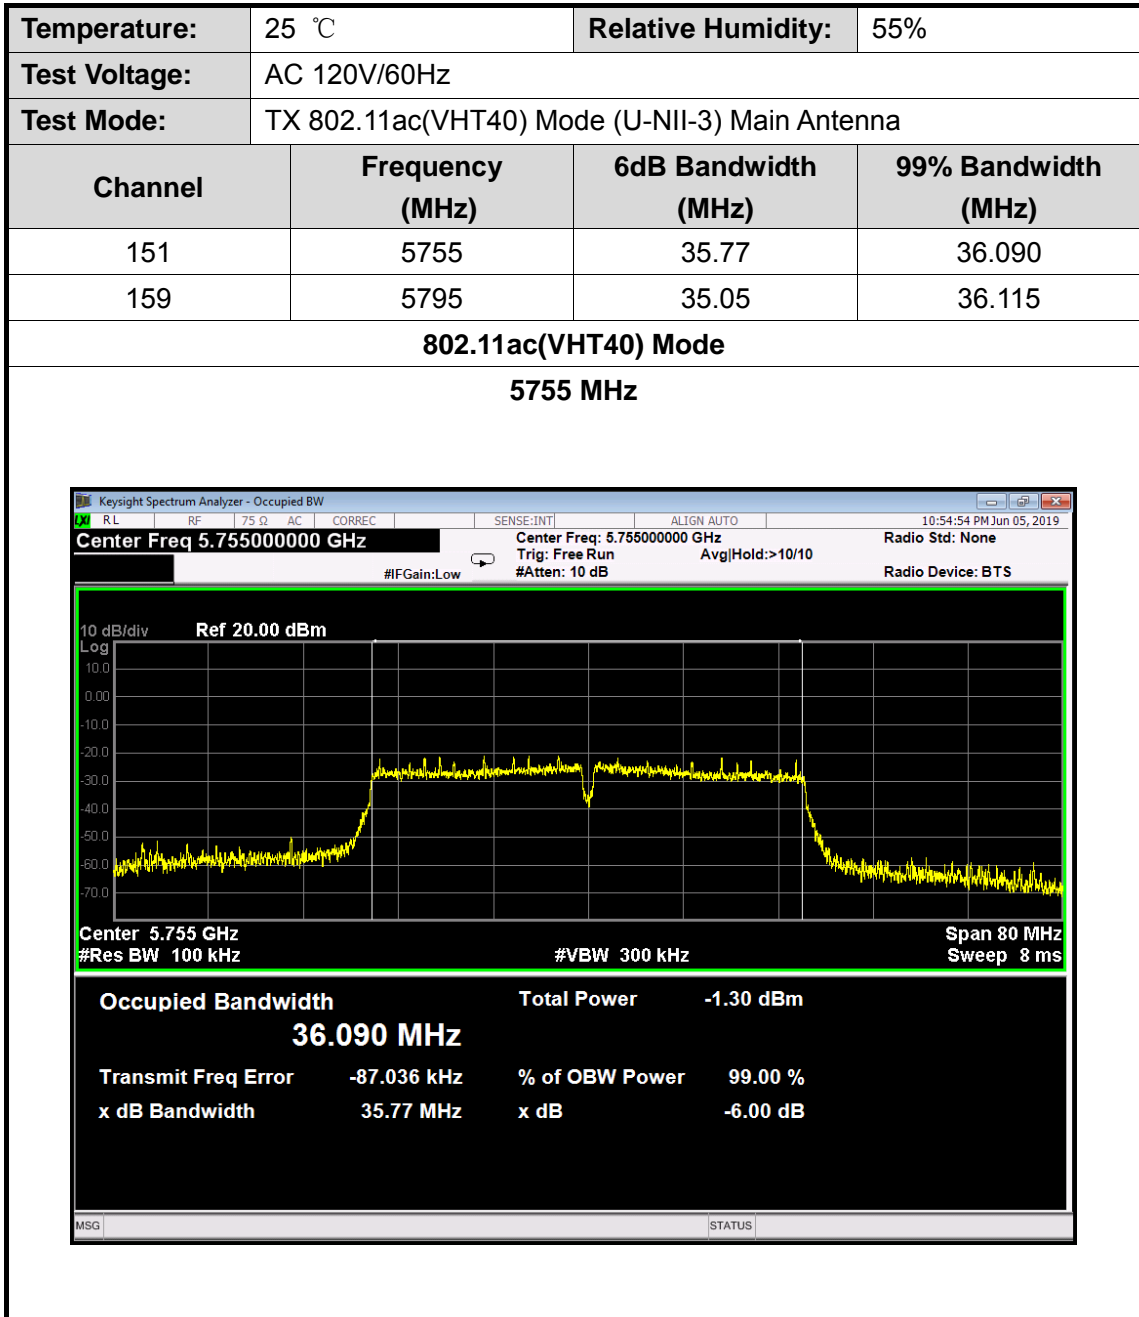 Temperature: 25 ℃ Relative Humidity: 55%
Test Voltage: AC 120V/60Hz
Test Mode: TX 802.11ac(VHT40) Mode (U-NII-3) Main Antenna
Channel Frequency (MHz) 6dB Bandwidth (MHz) 99% Bandwidth (MHz)
151 5755 35.77 36.090
159 5795 35.05 36.115
802.11ac(VHT40) Mode
5755 MHz
Keysight Spectrum Analyzer - Occupied BW
LXI RL RF 75 Ω AC CORREC SENSE:INT ALIGN AUTO 10:54:54 PM Jun 05, 2019
Center Freq 5.755000000 GHz Center Freq: 5.755000000 GHz Radio Std: None
Trig: Free Run Avg|Hold:>10/10
#IFGain:Low #Atten: 10 dB Radio Device: BTS
10 dB/div Ref 20.00 dBm
Log
10.0
0.00
-10.0
-20.0
-30.0
-40.0
-50.0
-60.0
-70.0
Center 5.755 GHz Span 80 MHz
#Res BW 100 kHz #VBW 300 kHz Sweep 8 ms
Occupied Bandwidth Total Power -1.30 dBm
36.090 MHz
Transmit Freq Error -87.036 kHz % of OBW Power 99.00 %
x dB Bandwidth 35.77 MHz x dB -6.00 dB
MSG STATUS